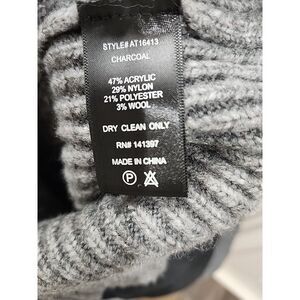 STYLE# AT16413
CHARCOAL
47% ACRYLIC
29% NYLON
21% POLYESTER
3% WOOL
DRY CLEAN ONLY
RN# 141397
MADE IN CHINA
P